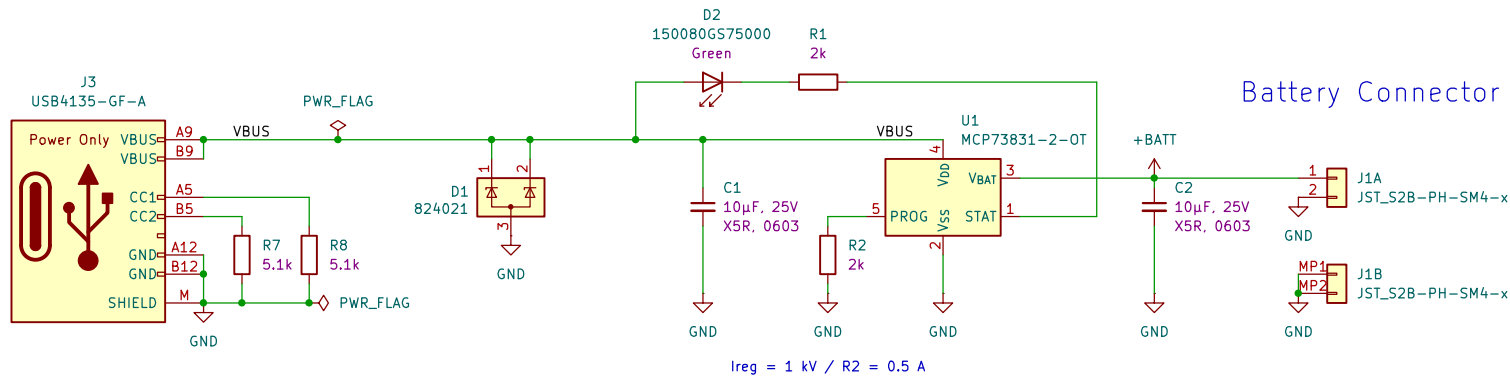 D2
150080GS75000
Green
R1
2k
J3
USB4135-GF-A
PWR_FLAG
Battery Connector
Power Only
VBUS
A9
VBUS
VBUS
U1
MCP73831-2-OT
+BATT
VBUS
B9
4
1
2
VDD
VBAT
3
1
J1A
CC1
A5
D1
824021
C1
10µF, 25V
X5R, 0603
C2
10µF, 25V
X5R, 0603
2
JST_S2B-PH-SM4-x
CC2
B5
3
5
PROG
VSS
STAT
1
GND
GND
A12
R7
5.1k
R8
5.1k
GND
R2
2k
2
GND
B12
MP1
J1B
MP2
JST_S2B-PH-SM4-x
SHIELD
M
PWR_FLAG
GND
GND
GND
GND
GND
GND
Ireg = 1 kV / R2 = 0.5 A